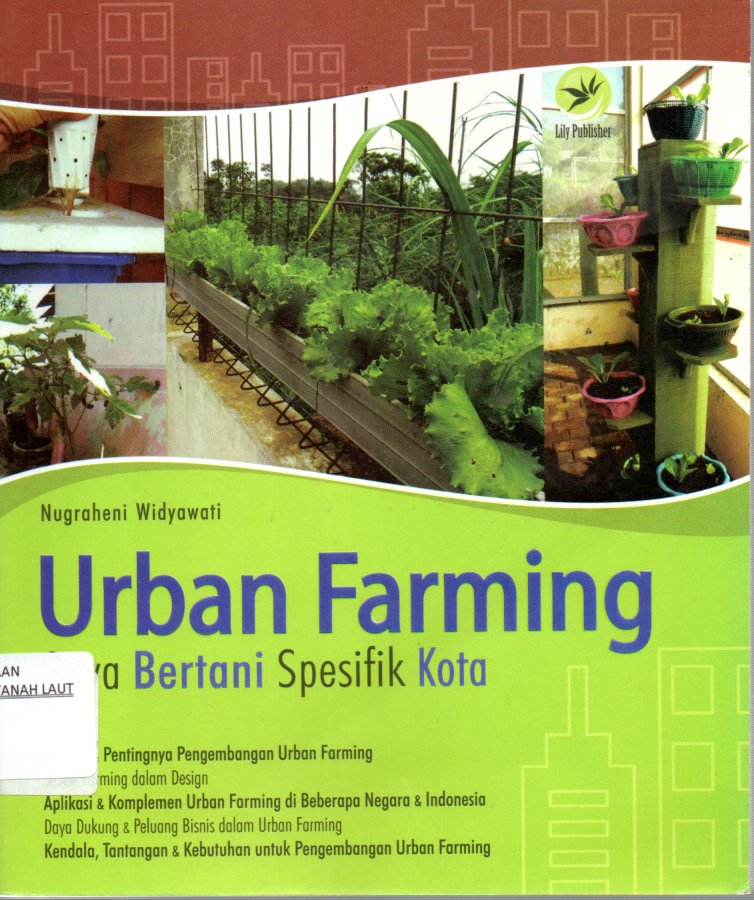 Lily Publisher
Nugraheni Widyawati
Urban Farming
Bertani Spesifik Kota
AAN
TANAH LAUT
Pentingnya Pengembangan Urban Farming
Farming dalam Design
Aplikasi & Komplemen Urban Farming di Beberapa Negara & Indonesia
Daya Dukung & Peluang Bisnis dalam Urban Farming
Kendala, Tantangan & Kebutuhan untuk Pengembangan Urban Farming